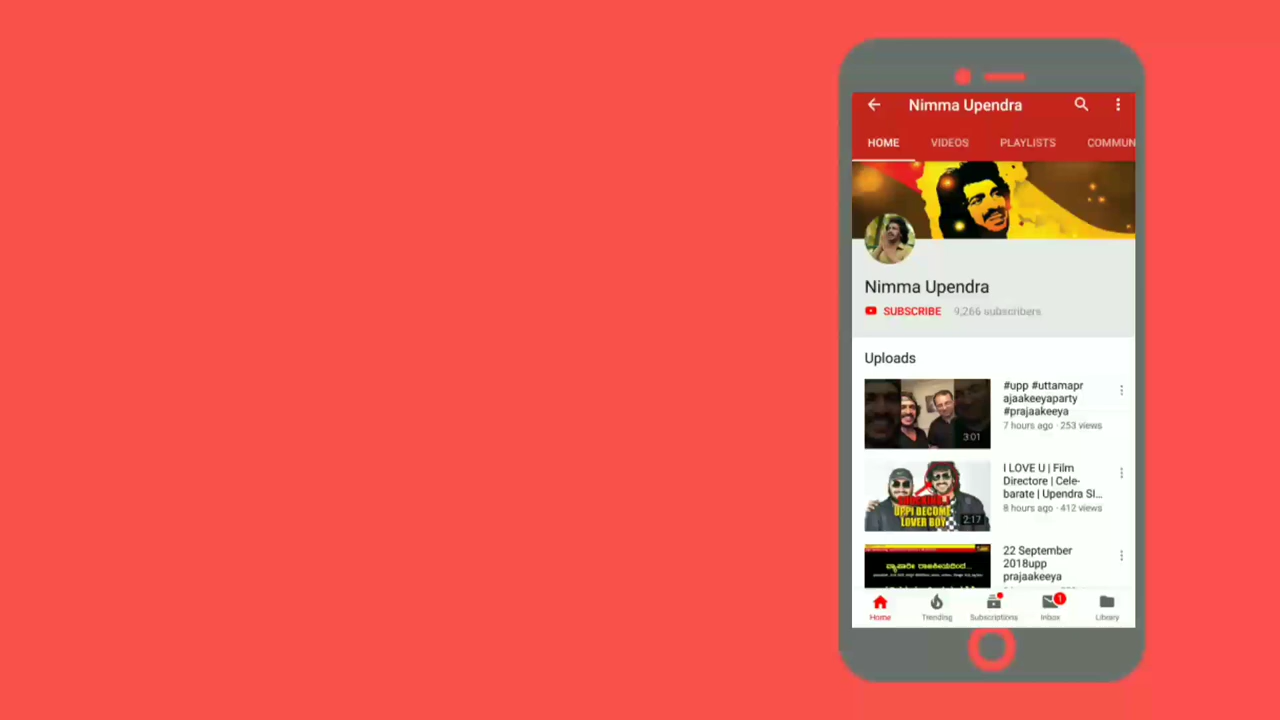 Nimma Upendra
HOME VIDEOS PLAYLISTS COMMUN
Nimma Upendra
SUBSCRIBE 9,266 subscribers
Uploads
#upp #uttamapr
ajaakeeyaparty
#prajaakeeya
7 hours ago · 253 views
3:01
I LOVE U | Film
Directore | Cele-
barate | Upendra SI...
8 hours ago · 412 views
UPPI DECOME
LOVER BOY
2:17
22 September
2018upp
prajaakeeya
1
Home Trending Subscriptions Inbox Library